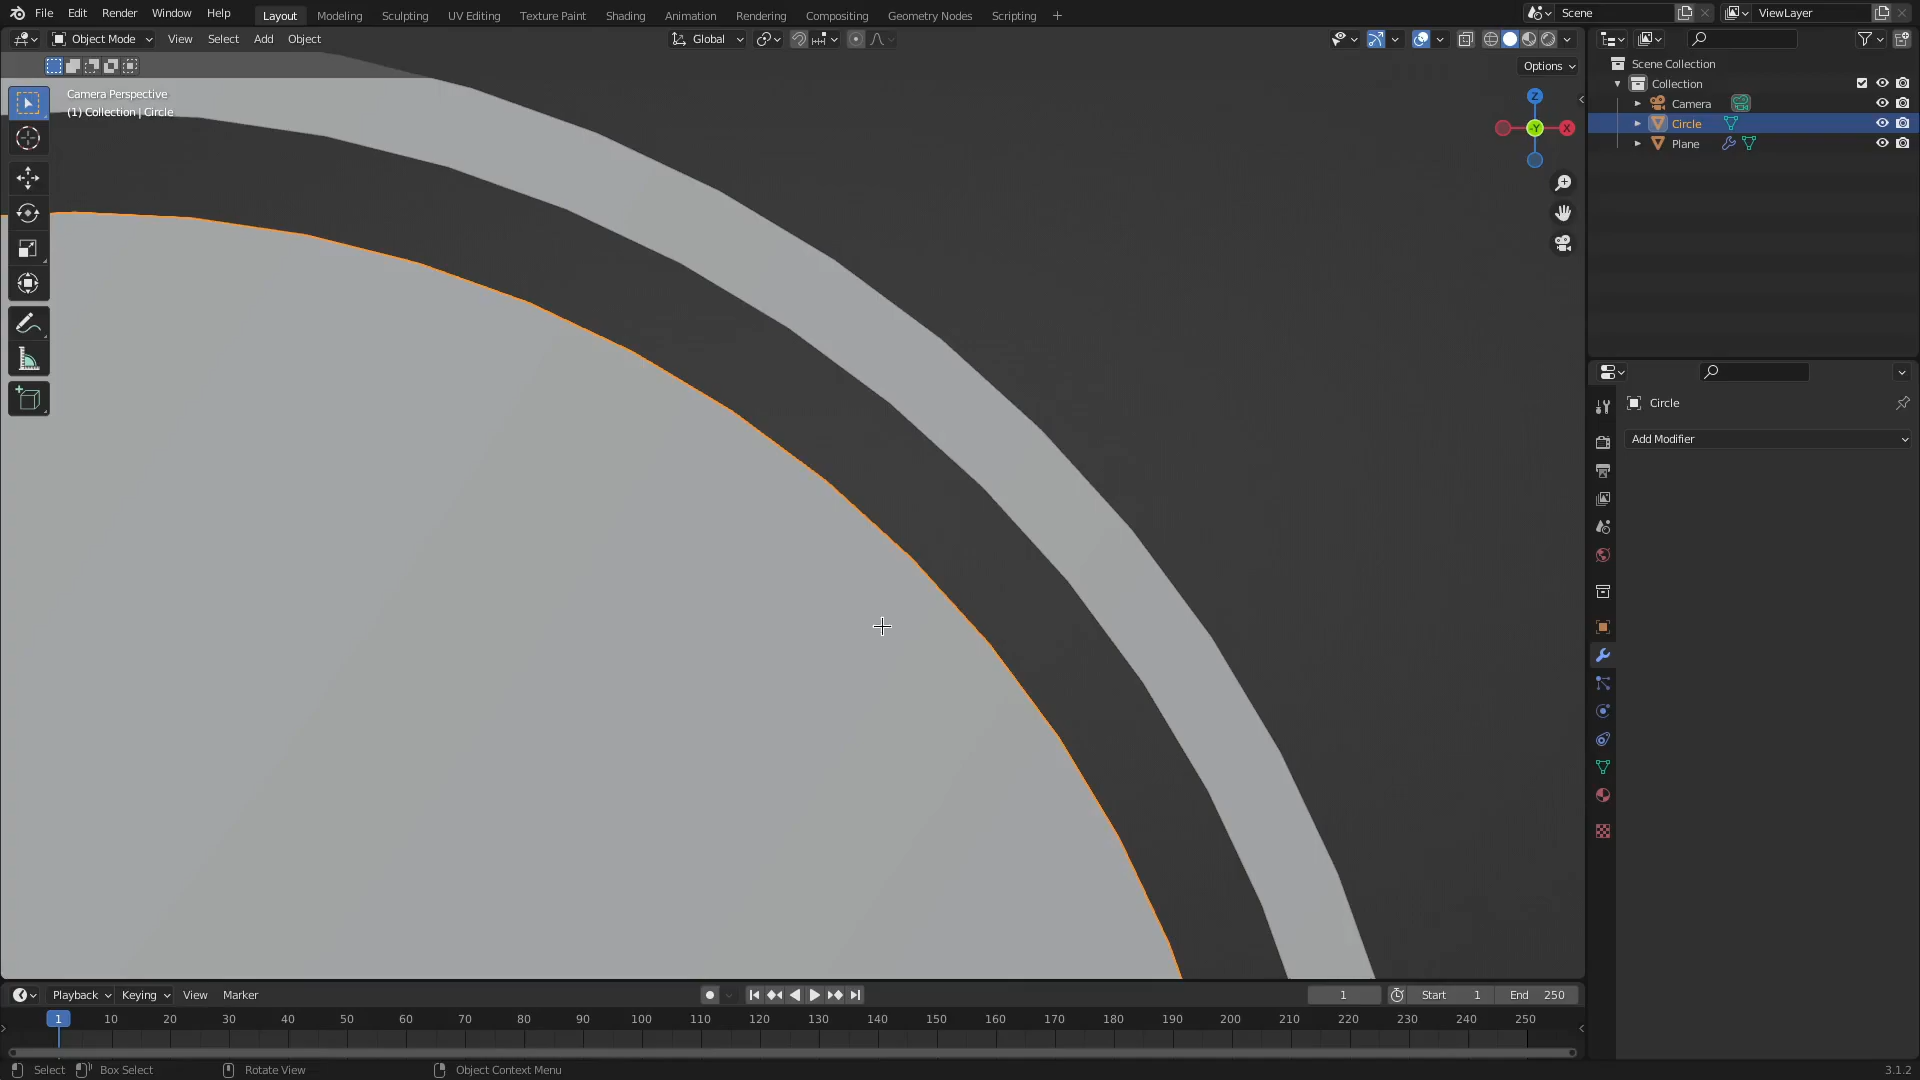 File Edit Render Window Help Layout Modeling Sculpting UV Editing Texture Paint Shading Animation Rendering Compositing Geometry Nodes Scripting + Scene ViewLayer
Object Mode View Select Add Object Global
Options
Camera Perspective
(1) Collection | Circle
Z
-Y X
Scene Collection
Collection
Camera
Circle
Plane
Circle
Add Modifier
Playback Keying View Marker 1 Start 1 End 250
1 10 20 30 40 50 60 70 80 90 100 110 120 130 140 150 160 170 180 190 200 210 220 230 240 250
Select Box Select Rotate View Object Context Menu 3.1.2